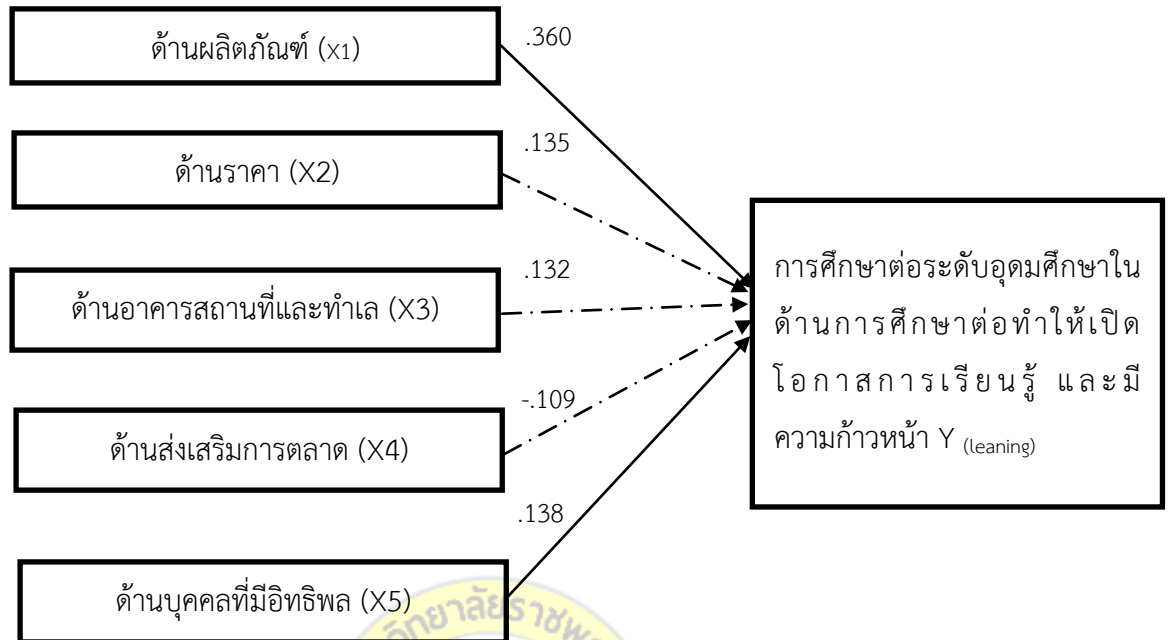 ด้านผลิตภัณฑ์ (x1)
.360
ด้านราคา (X2)
.135
ด้านอาคารสถานที่และทำเล (X3)
.132
ด้านส่งเสริมการตลาด (X4)
-.109
ด้านบุคคลที่มีอิทธิพล (X5)
.138
การศึกษาต่อระดับอุดมศึกษาใน
ด้านการศึกษาต่อทำให้เปิด
โอกาสการเรียนรู้ และมี
ความก้าวหน้า Y (leaning)